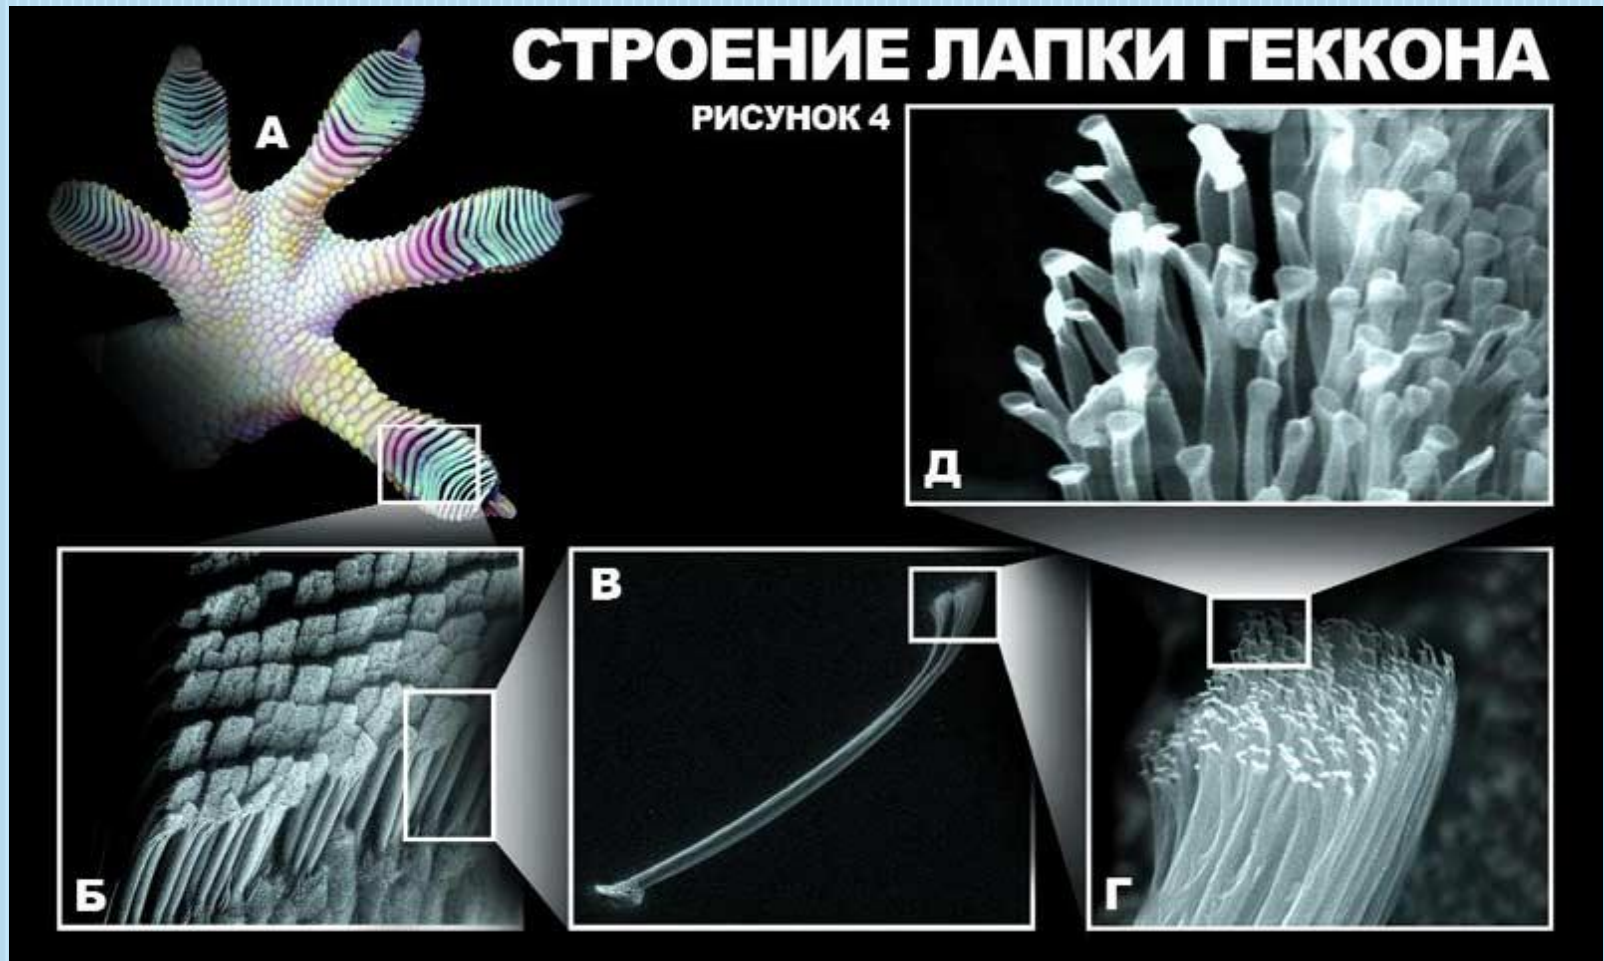 СТРОЕНИЕ ЛАПКИ ГЕККОНА
РИСУНОК 4
А
Д
Б
В
Г